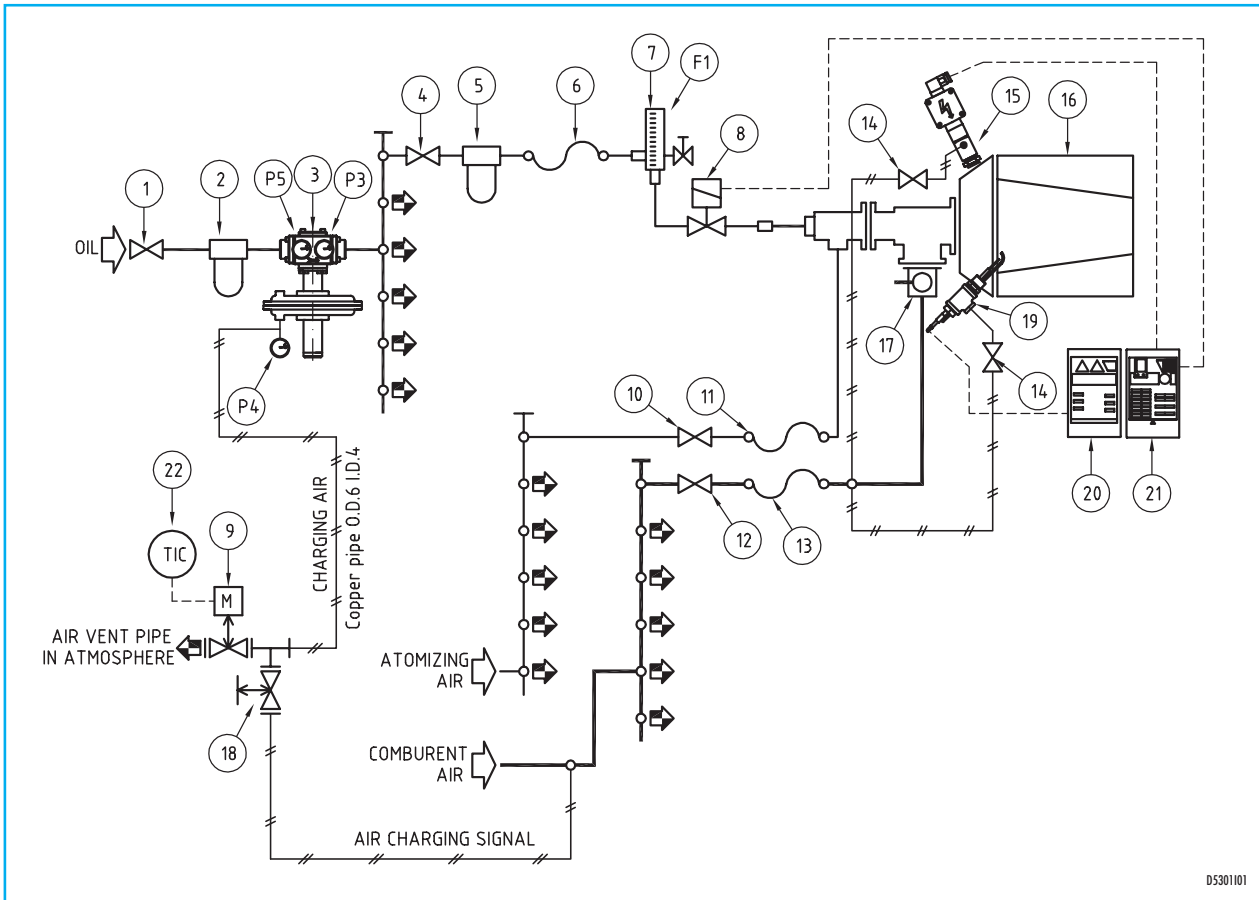 7
F1
5
6
4
8
15
16
14
1
2
P5
3
P3
OIL
19
17
14
P4
10
11
22
20
21
9
12
13
CHARGING AIR
Copper pipe O.D.6 I.D.4
TIC
M
AIR VENT PIPE
IN ATMOSPHERE
ATOMIZING
AIR
18
COMBURENT
AIR
AIR CHARGING SIGNAL
D5301I01